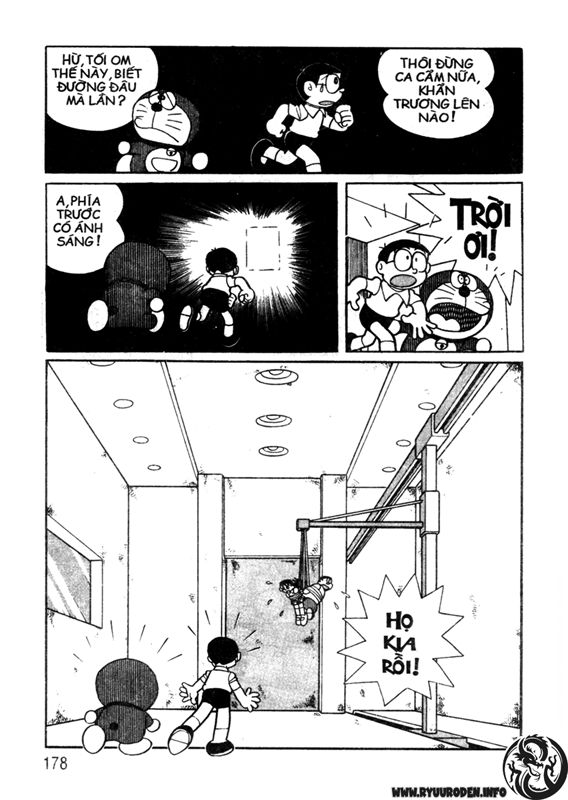 HỪ, TỐI OM
THẾ NÀY, BIẾT
ĐƯỜNG ĐÂU
MÀ LẦN?
THÔI ĐỪNG
CA CẨM NỮA,
KHẨN
TRƯƠNG LÊN
NÀO!
A, PHÍA
TRƯỚC
CÓ ÁNH
SÁNG!
TRỜI
ƠI!
HỌ
KIA
RỒI!
178
WWW.RYUURODEN.INFO